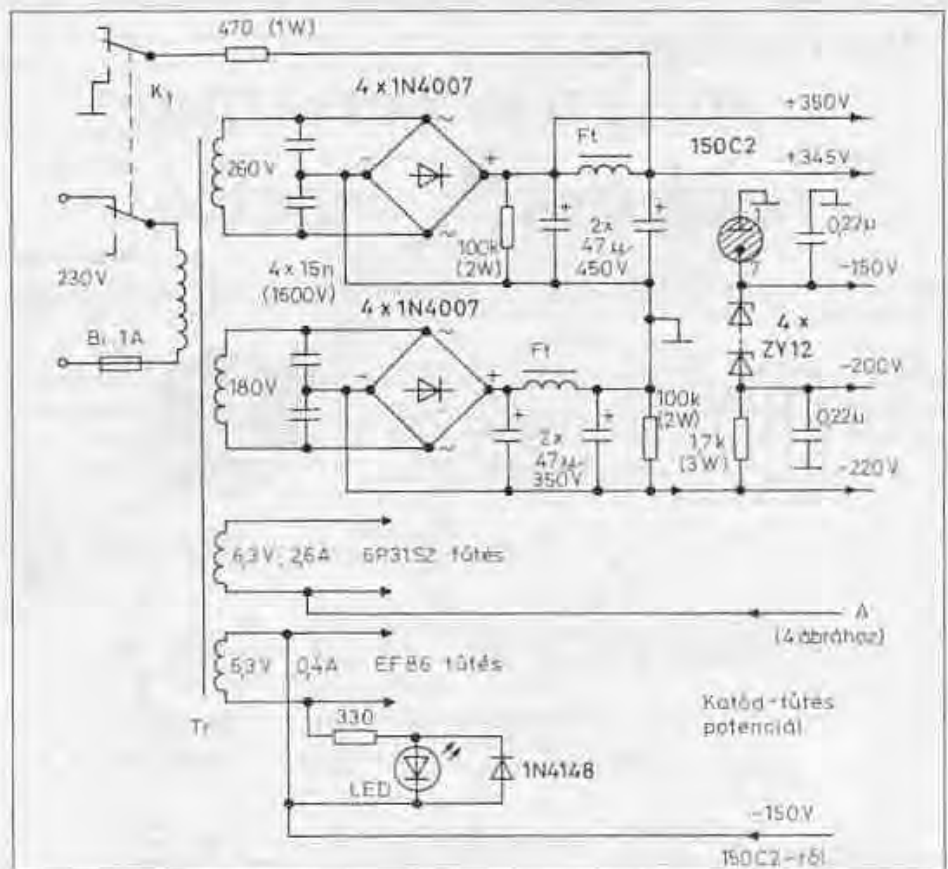 470 (1W)
K1
4 x 1N4007
+350V
Ft
150C2
+345V
260V
~
-
+
+
+
1
0,22µ
100k
(2W)
2x
47µ
450V
7
-150V
4 x 15n
(1600V)
230V
4 x 1N4007
~
~
4 x
ZY12
Bi 1A
Ft
-200V
180V
-
+
+
+
100k
(2W)
0,22µ
1,7k
(3W)
2x
47µ
350V
-220V
~
6,3V, 2,6A 6P31SZ fűtés
A
(4.ábrához)
6,3V 0,4A EF86 fűtés
Katód-fűtés
potenciál
Tr
330
LED
1N4148
-150V
150C2-ről